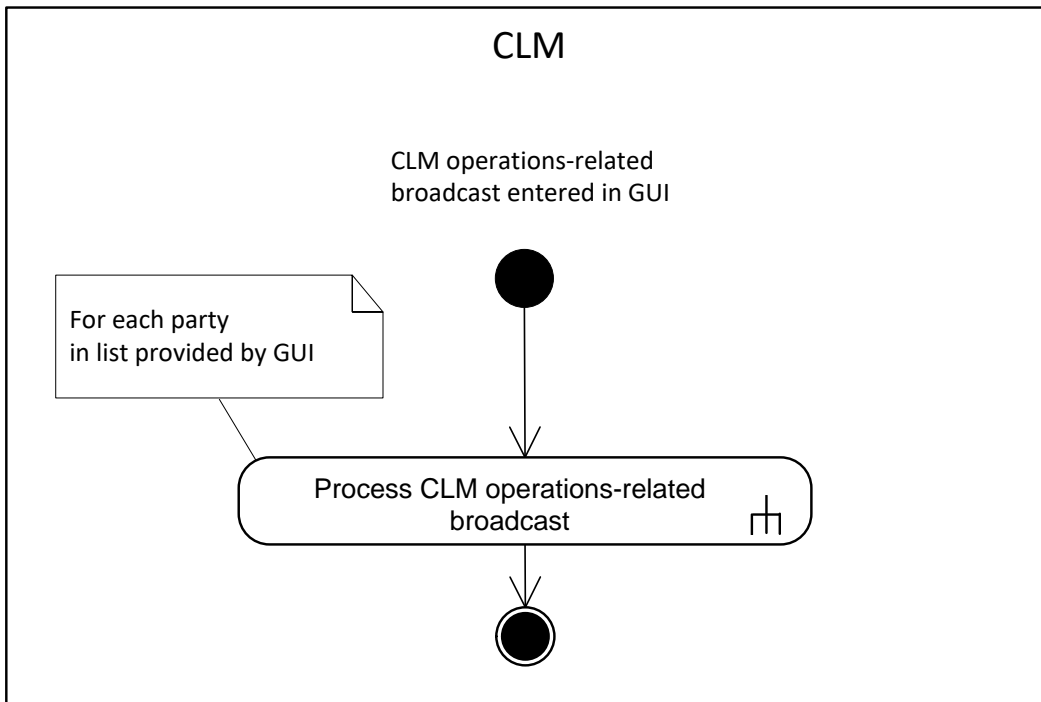 CLM
CLM operations-related
broadcast entered in GUI
For each party
in list provided by GUI
Process CLM operations-related
broadcast